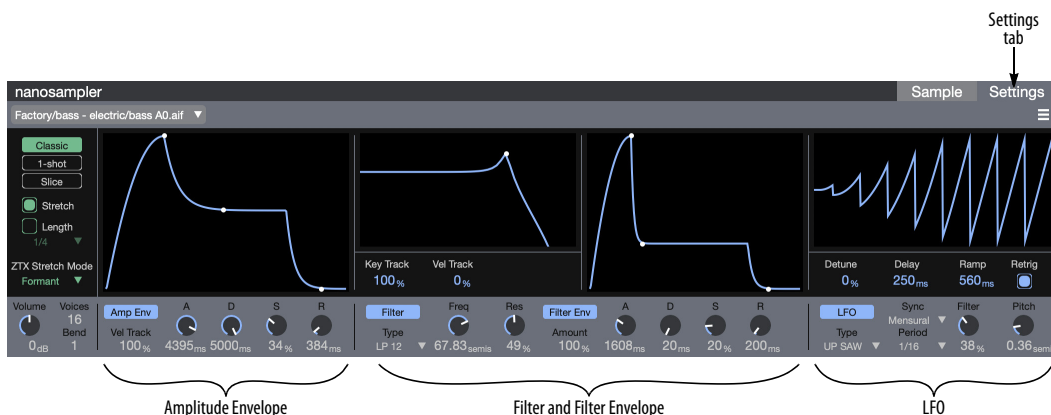 Settings
tab
nanosampler
Sample
Settings
Factory/bass - electric/bass A0.aif ▼
Classic
1-shot
Slice
Stretch
Length
1/4 ▼
ZTX Stretch Mode
Formant ▼
Key Track Vel Track
100% 0%
Detune Delay Ramp Retrig
0% 250ms 560ms
Volume Voices
16
Bend
0dB 1
Amp Env A D S R
Vel Track
100% 4395ms 5000ms 34% 384ms
Filter Freq Res
Type
LP 12 ▼ 67.83semis 49%
Filter Env A D S R
Amount
100% 1608ms 20ms 20% 200ms
LFO Sync Filter Pitch
Mensural ▼
Type Period
UP SAW ▼ 1/16 ▼ 38% 0.36semis
Amplitude Envelope
Filter and Filter Envelope
LFO